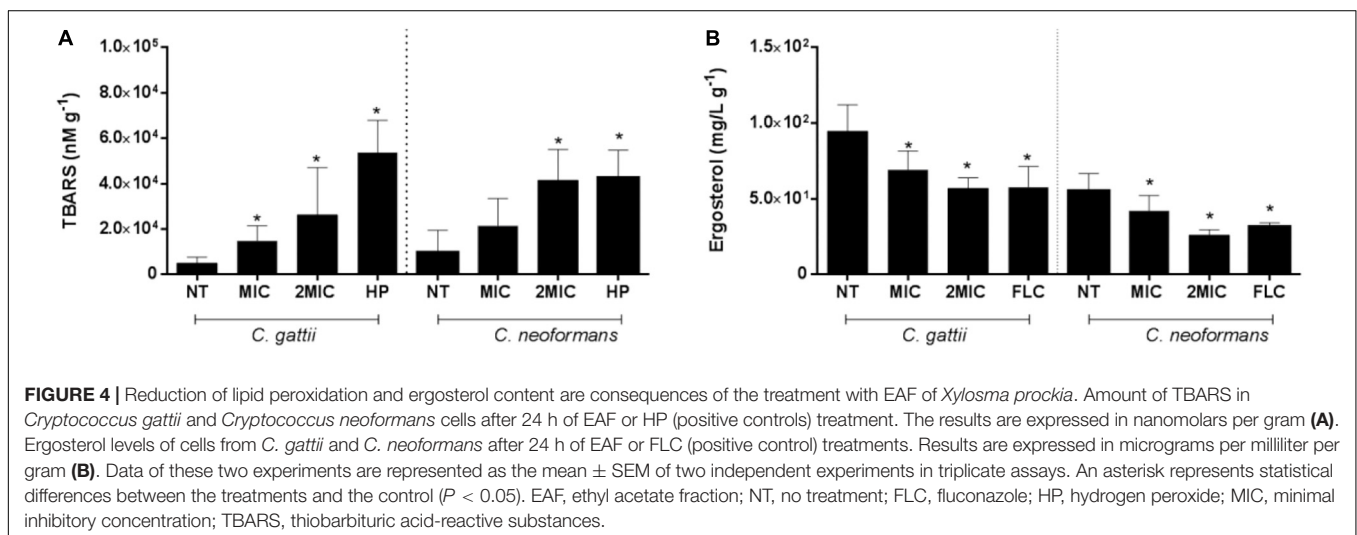 A
B
1.0×10⁵
8.0×10⁴
6.0×10⁴
4.0×10⁴
2.0×10⁴
0
TBARS (nM g⁻¹)
* * * * *
NT MIC 2MIC HP NT MIC 2MIC HP
C. gattii C. neoformans
1.5×10²
1.0×10²
5.0×10¹
0
Ergosterol (mg/L g⁻¹)
* * * * * *
NT MIC 2MIC FLC NT MIC 2MIC FLC
C. gattii C. neoformans
FIGURE 4 | Reduction of lipid peroxidation and ergosterol content are consequences of the treatment with EAF of Xylosma prockia. Amount of TBARS in
Cryptococcus gattii and Cryptococcus neoformans cells after 24 h of EAF or HP (positive controls) treatment. The results are expressed in nanomolars per gram (A).
Ergosterol levels of cells from C. gattii and C. neoformans after 24 h of EAF or FLC (positive control) treatments. Results are expressed in micrograms per milliliter per
gram (B). Data of these two experiments are represented as the mean ± SEM of two independent experiments in triplicate assays. An asterisk represents statistical
differences between the treatments and the control (P < 0.05). EAF, ethyl acetate fraction; NT, no treatment; FLC, fluconazole; HP, hydrogen peroxide; MIC, minimal
inhibitory concentration; TBARS, thiobarbituric acid-reactive substances.